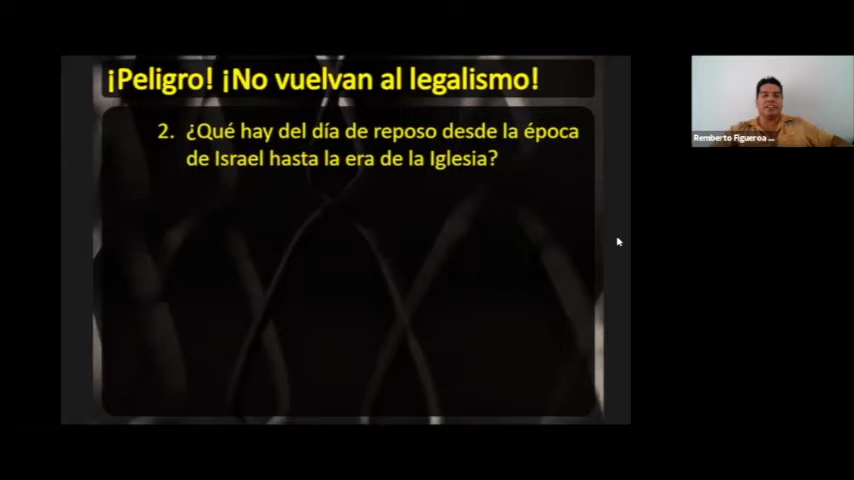 ¡Peligro! ¡No vuelvan al legalismo!
2. ¿Qué hay del día de reposo desde la época
de Israel hasta la era de la Iglesia?
Remberto Figueroa ...